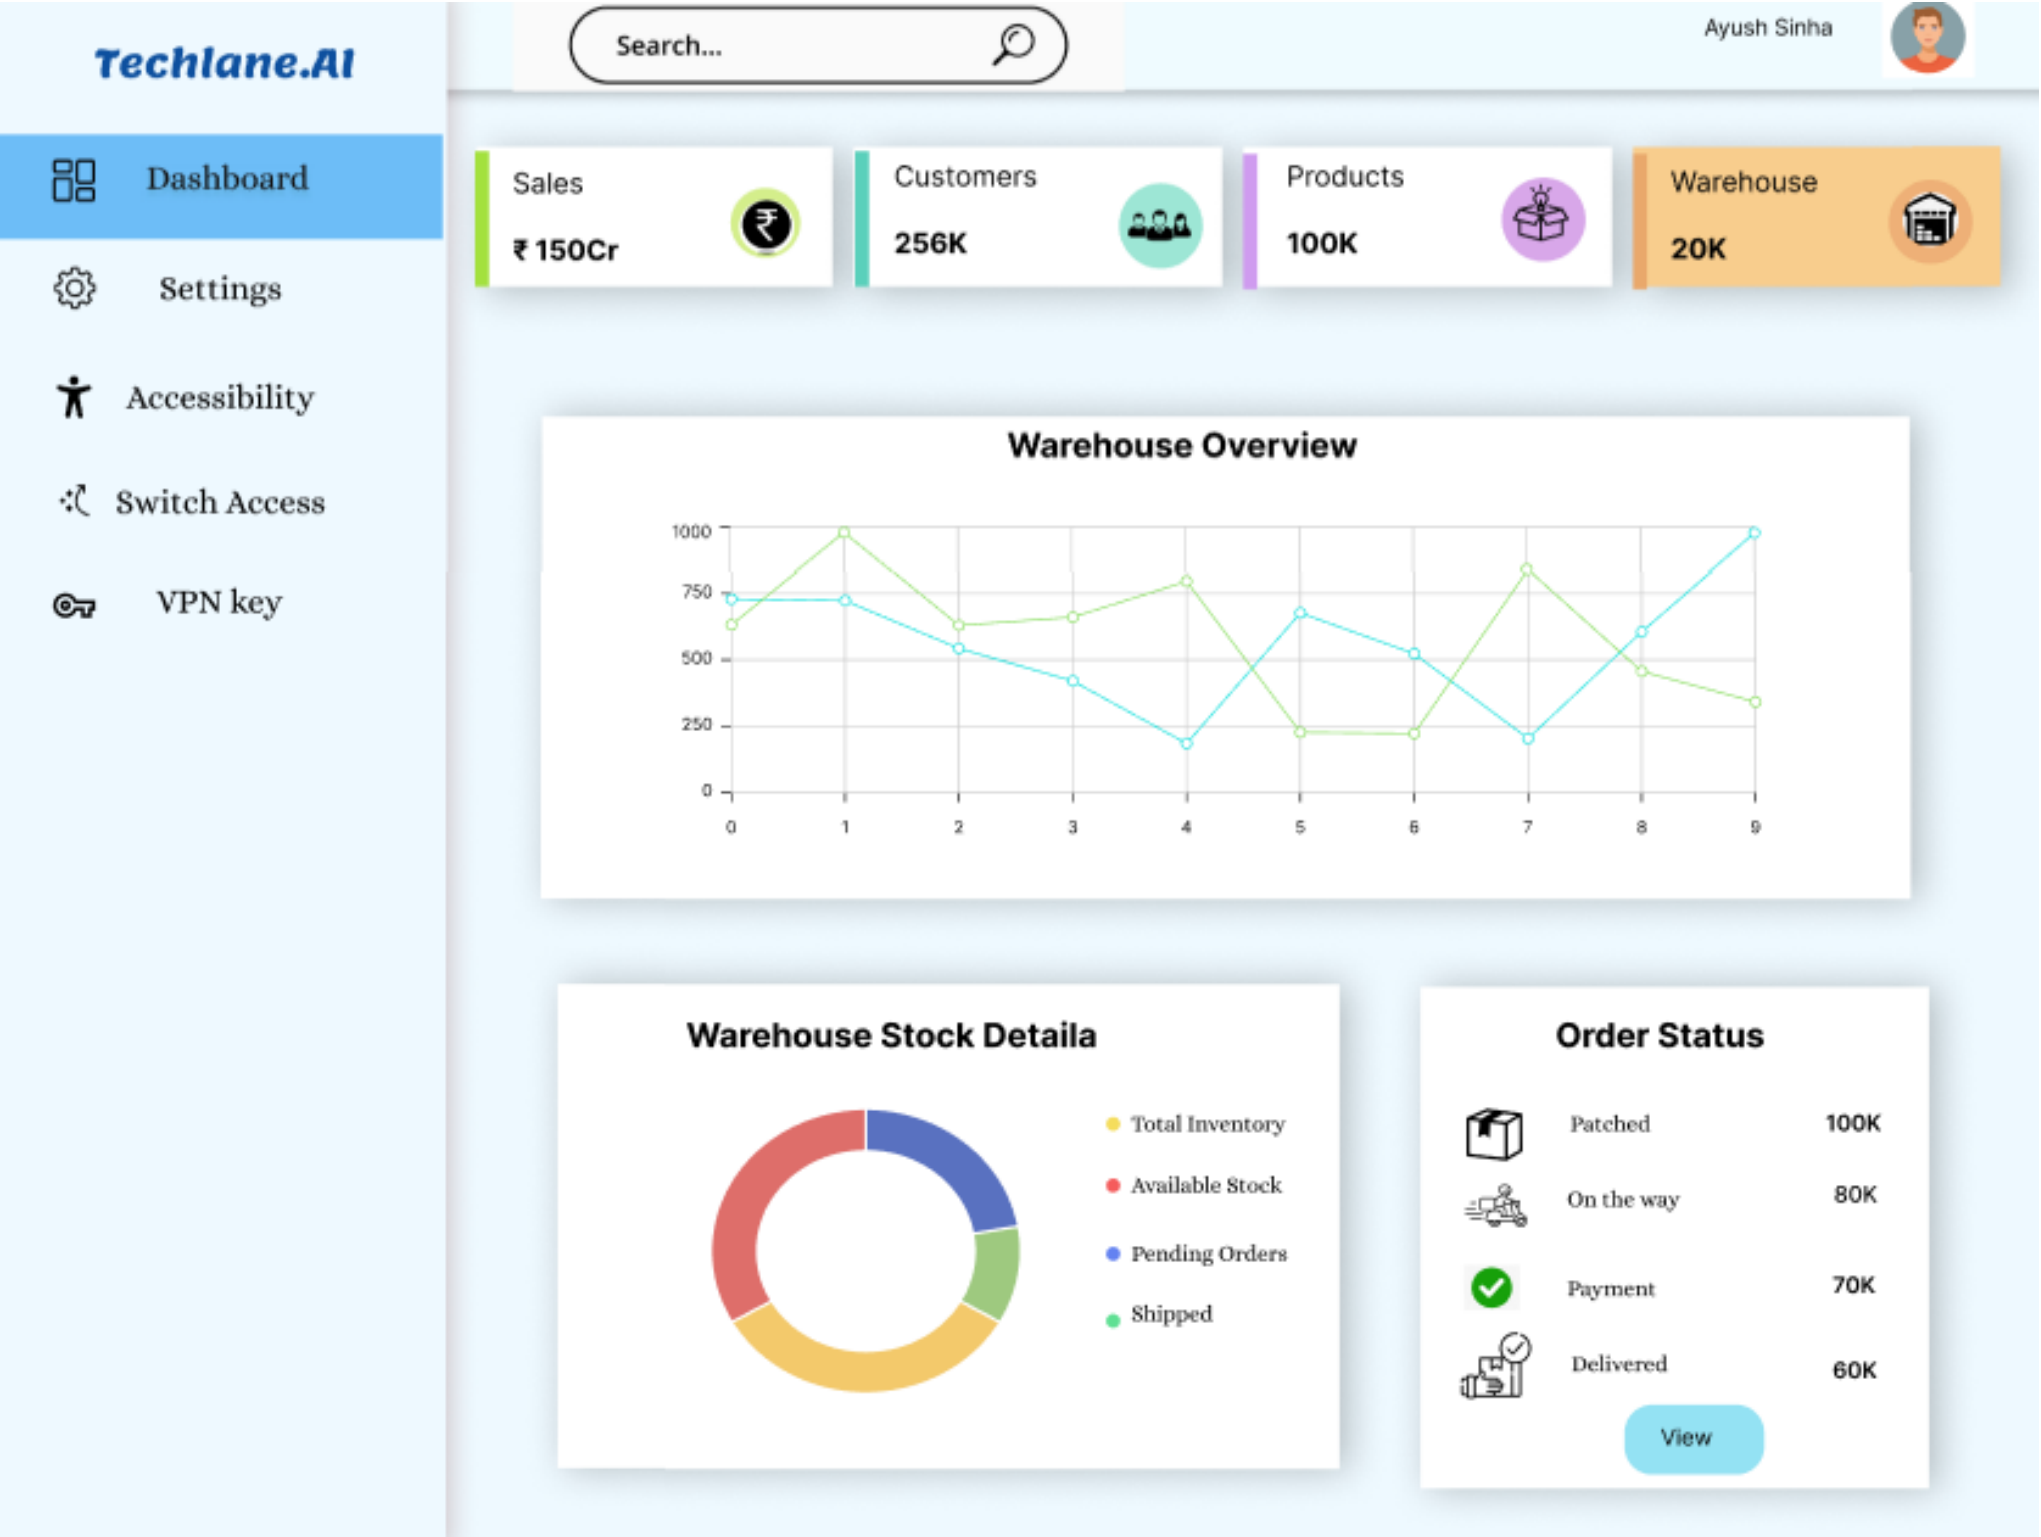 Techlane.AI
Search...
Ayush Sinha
Dashboard
Settings
Accessibility
Switch Access
VPN key
Sales
₹ 150Cr
Customers
256K
Products
100K
Warehouse
20K
Warehouse Overview
1000
750
500
250
0
0 1 2 3 4 5 6 7 8 9
Warehouse Stock Detaila
Total Inventory
Available Stock
Pending Orders
Shipped
Order Status
Patched 100K
On the way 80K
Payment 70K
Delivered 60K
View